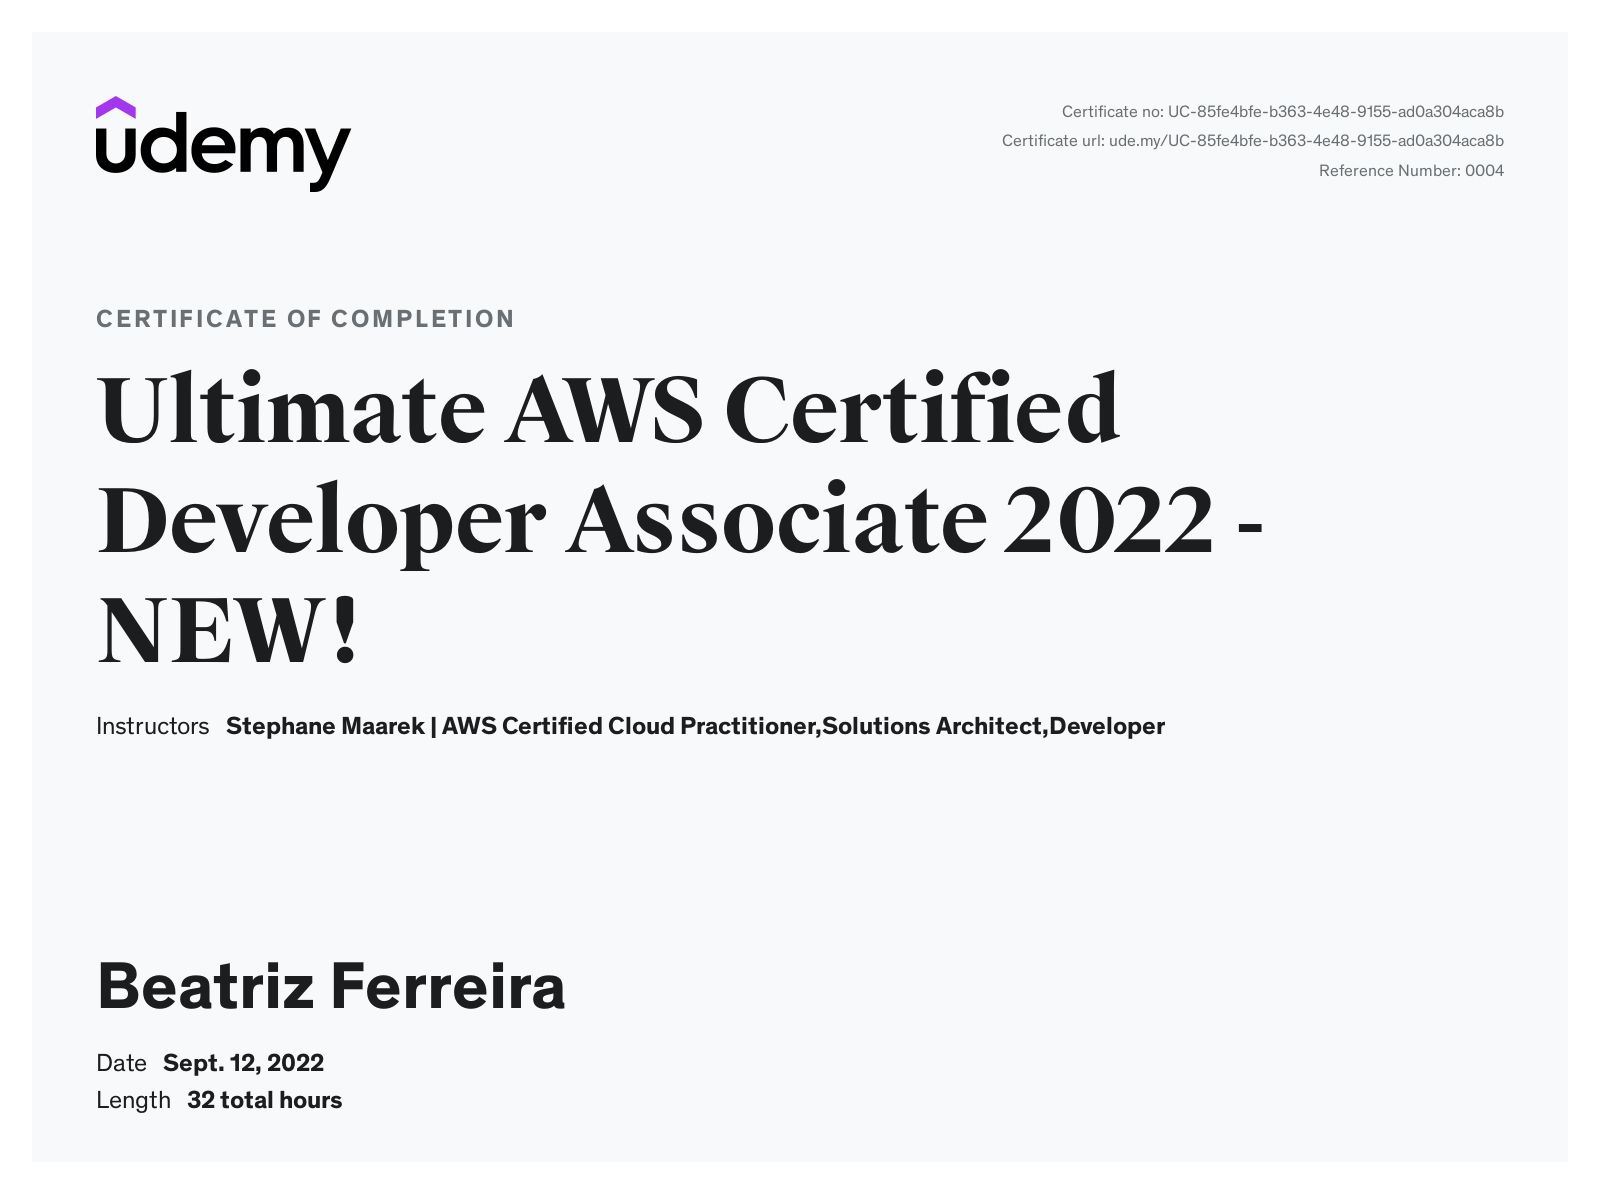 udemy
Certificate no: UC-85fe4bfe-b363-4e48-9155-ad0a304aca8b
Certificate url: ude.my/UC-85fe4bfe-b363-4e48-9155-ad0a304aca8b
Reference Number: 0004
CERTIFICATE OF COMPLETION
Ultimate AWS Certified
Developer Associate 2022 -
NEW!
Instructors Stephane Maarek | AWS Certified Cloud Practitioner,Solutions Architect,Developer
Beatriz Ferreira
Date Sept. 12, 2022
Length 32 total hours